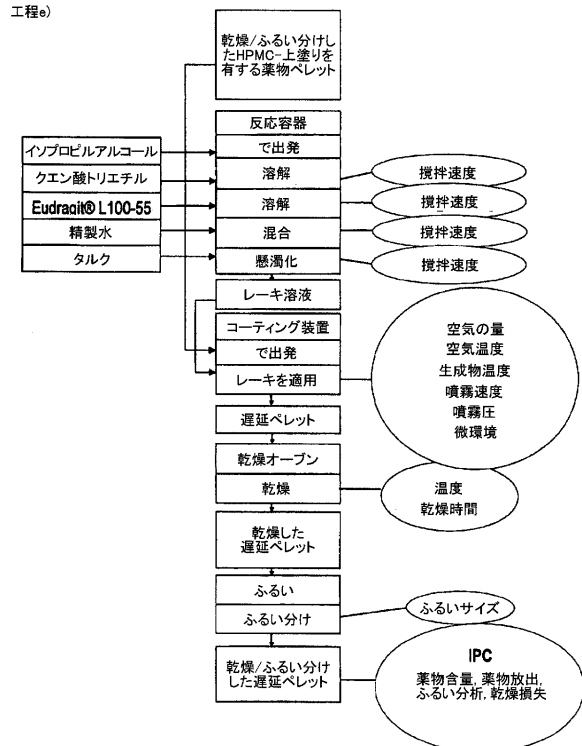 工程e)
乾燥/ふるい分けし
たHPMC-上塗りを
有する薬物ペレット
反応容器
イソプロピルアルコール
で出発
クエン酸トリエチル
溶解
攪拌速度
Eudragit® L100-55
溶解
攪拌速度
精製水
混合
攪拌速度
タルク
懸濁化
攪拌速度
レーキ溶液
コーティング装置
で出発
レーキを適用
空気の量
空気温度
生成物温度
噴霧速度
噴霧圧
微環境
遅延ペレット
乾燥オーブン
乾燥
温度
乾燥時間
乾燥した
遅延ペレット
ふるい
ふるい分け
ふるいサイズ
乾燥/ふるい分け
した遅延ペレット
IPC
薬物含量, 薬物放出,
ふるい分析, 乾燥損失